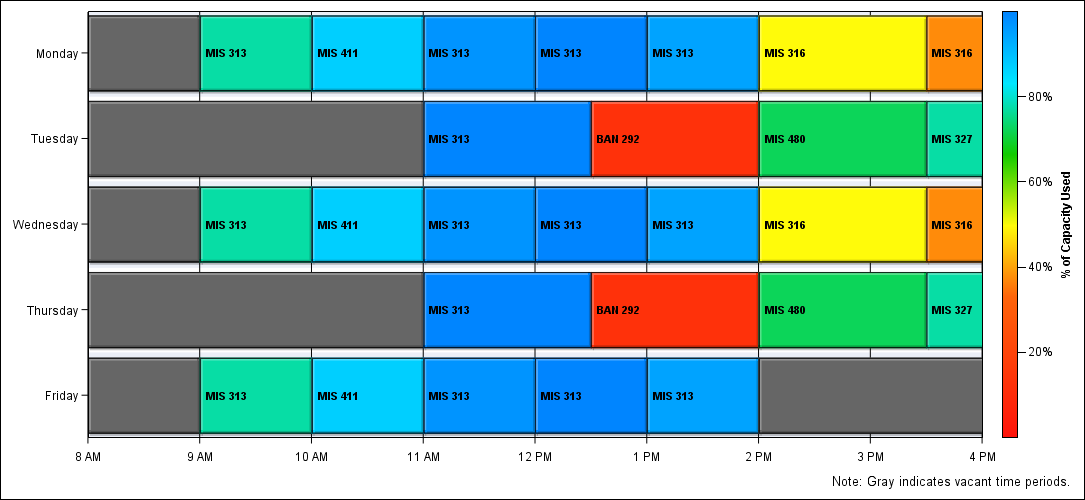 Monday MIS 313 MIS 411 MIS 313 MIS 313 MIS 313 MIS 316 MIS 316
Tuesday MIS 313 BAN 292 MIS 480 MIS 327
Wednesday MIS 313 MIS 411 MIS 313 MIS 313 MIS 313 MIS 316 MIS 316
Thursday MIS 313 BAN 292 MIS 480 MIS 327
Friday MIS 313 MIS 411 MIS 313 MIS 313 MIS 313
8 AM 9 AM 10 AM 11 AM 12 PM 1 PM 2 PM 3 PM 4 PM
80%
60%
40%
20%
% of Capacity Used
Note: Gray indicates vacant time periods.